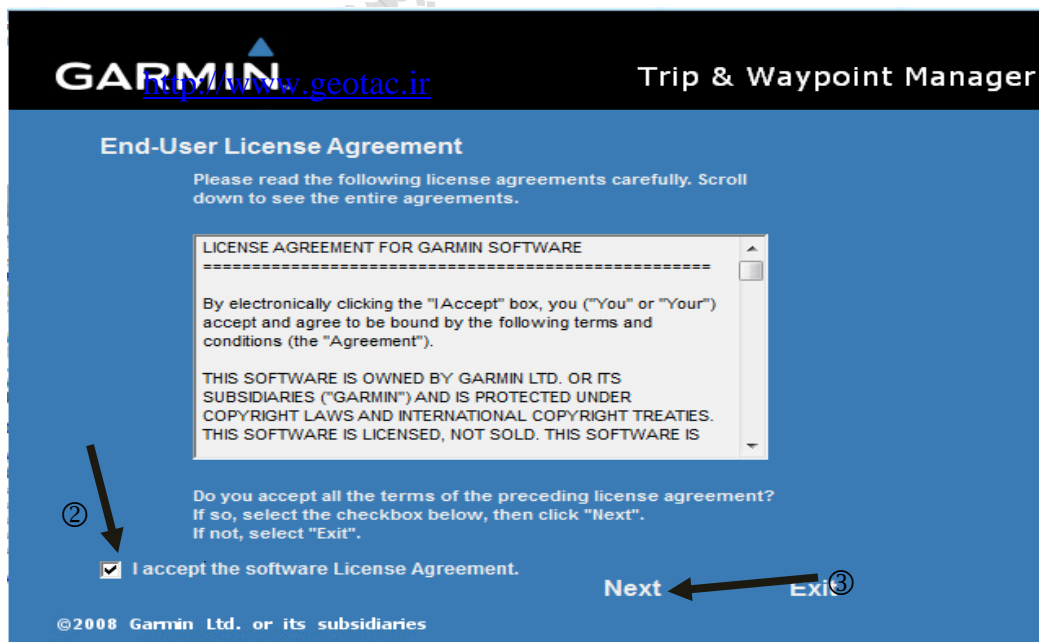 GARMIN.
http://www.geotac.ir
Trip & Waypoint Manager
End-User License Agreement
Please read the following license agreements carefully. Scroll
down to see the entire agreements.
LICENSE AGREEMENT FOR GARMIN SOFTWARE
====================================================
By electronically clicking the "I Accept" box, you ("You" or "Your")
accept and agree to be bound by the following terms and
conditions (the "Agreement").
THIS SOFTWARE IS OWNED BY GARMIN LTD. OR ITS
SUBSIDIARIES ("GARMIN") AND IS PROTECTED UNDER
COPYRIGHT LAWS AND INTERNATIONAL COPYRIGHT TREATIES.
THIS SOFTWARE IS LICENSED, NOT SOLD. THIS SOFTWARE IS
Do you accept all the terms of the preceding license agreement?
If so, select the checkbox below, then click "Next".
If not, select "Exit".
②
I accept the software License Agreement.
Next
Exit
③
©2008 Garmin Ltd. or its subsidiaries